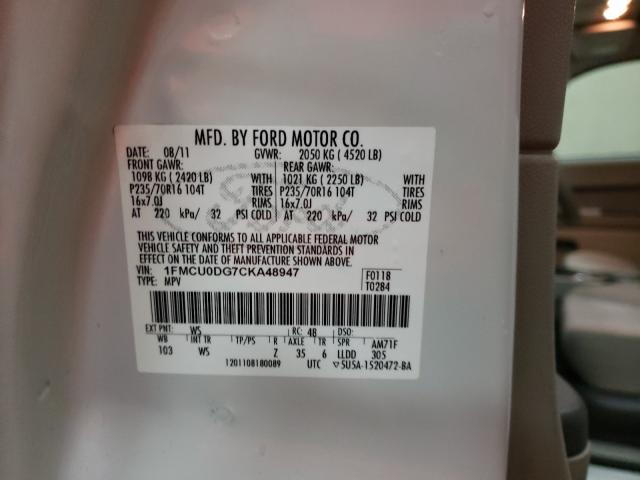 MFD. BY FORD MOTOR CO.
DATE: 08/11 GVWR: 2050 KG ( 4520 LB)
FRONT GAWR: REAR GAWR:
1098 KG ( 2420 LB) WITH 1021 KG ( 2250 LB) WITH
P235/70R16 104T TIRES P235/70R16 104T TIRES
16x7.0J RIMS 16x7.0J RIMS
AT 220 kPa/ 32 PSI COLD AT 220 kPa/ 32 PSI COLD
THIS VEHICLE CONFORMS TO ALL APPLICABLE FEDERAL MOTOR
VEHICLE SAFETY AND THEFT PREVENTION STANDARDS IN
EFFECT ON THE DATE OF MANUFACTURE SHOWN ABOVE.
VIN: 1FMCU0DG7CKA48947 F0118
TYPE: MPV T0284
EXT PNT: WS RC: 48 DSO:
WB INT TR TP/PS R AXLE TR SPR AM71F
103 WS Z 35 6 LLDD 305
1201108180089 UTC ▽5U5A-1520472-BA